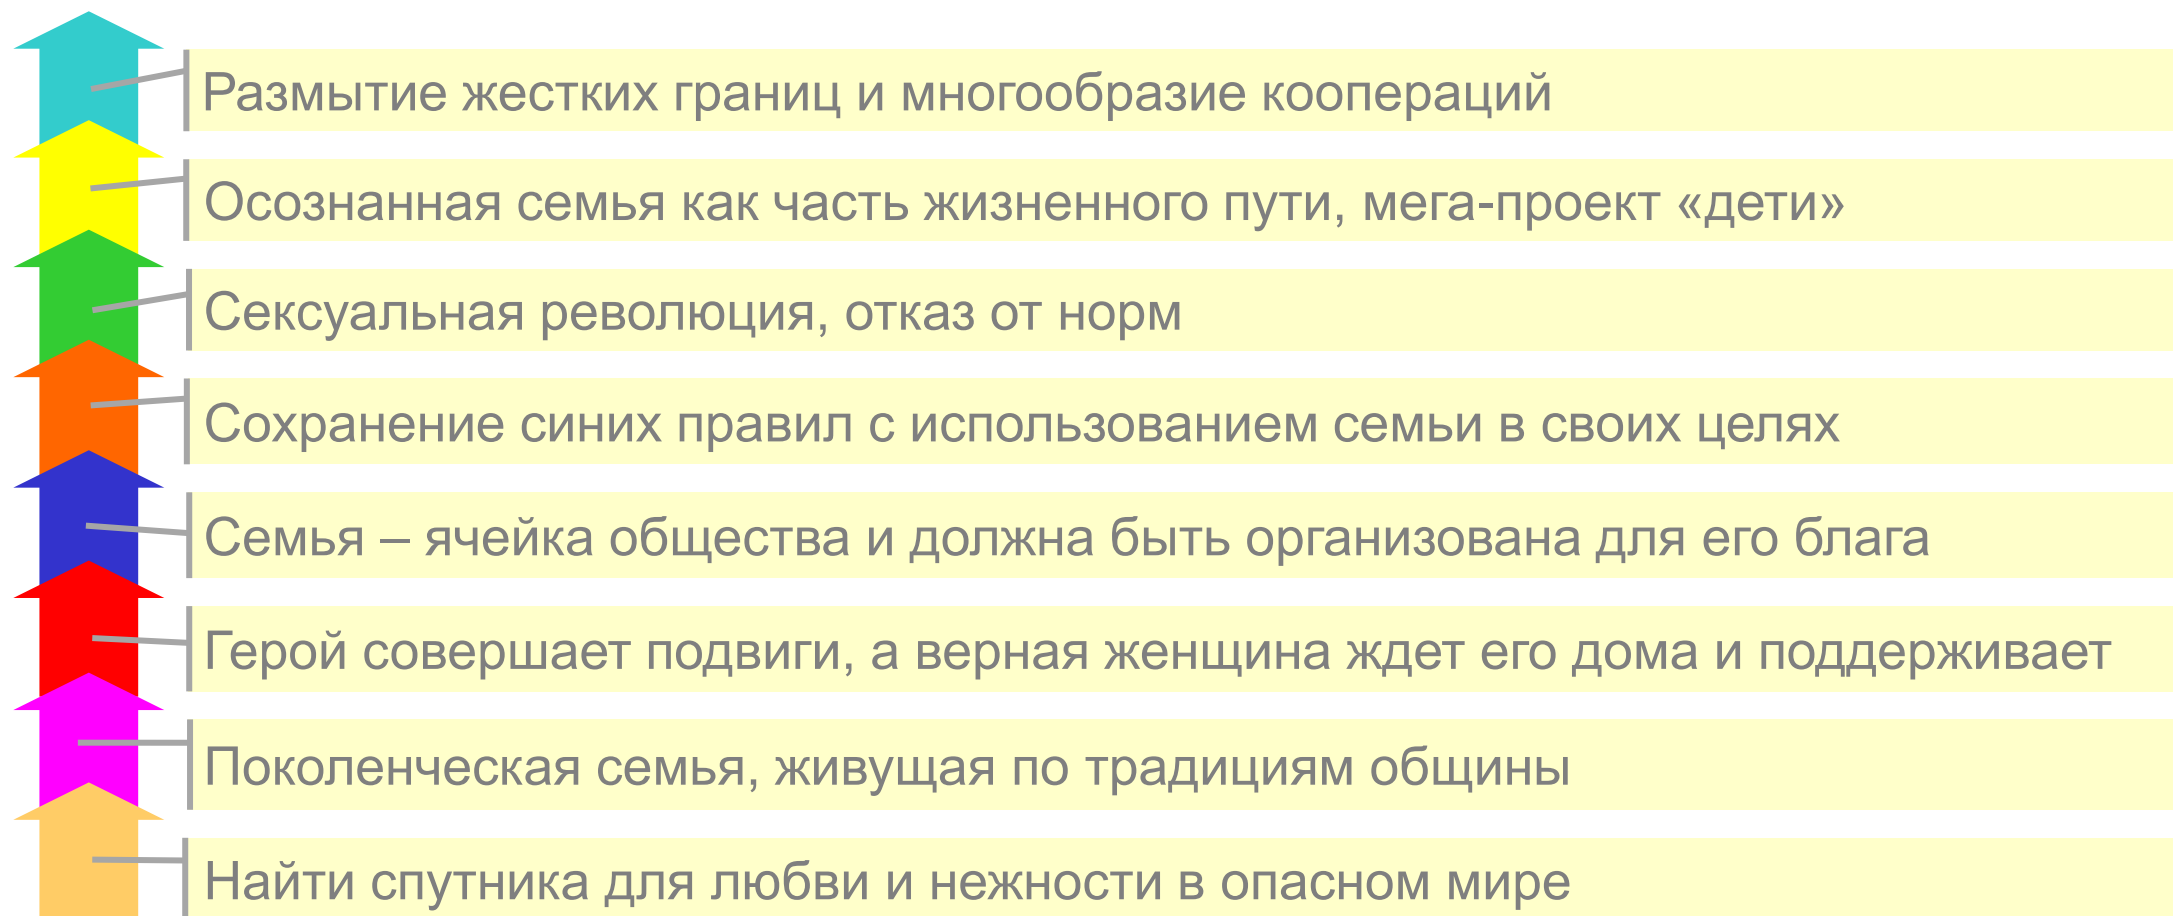 Размытие жестких границ и многообразие коопераций
Осознанная семья как часть жизненного пути, мега-проект «дети»
Сексуальная революция, отказ от норм
Сохранение синих правил с использованием семьи в своих целях
Семья – ячейка общества и должна быть организована для его блага
Герой совершает подвиги, а верная женщина ждет его дома и поддерживает
Поколенческая семья, живущая по традициям общины
Найти спутника для любви и нежности в опасном мире